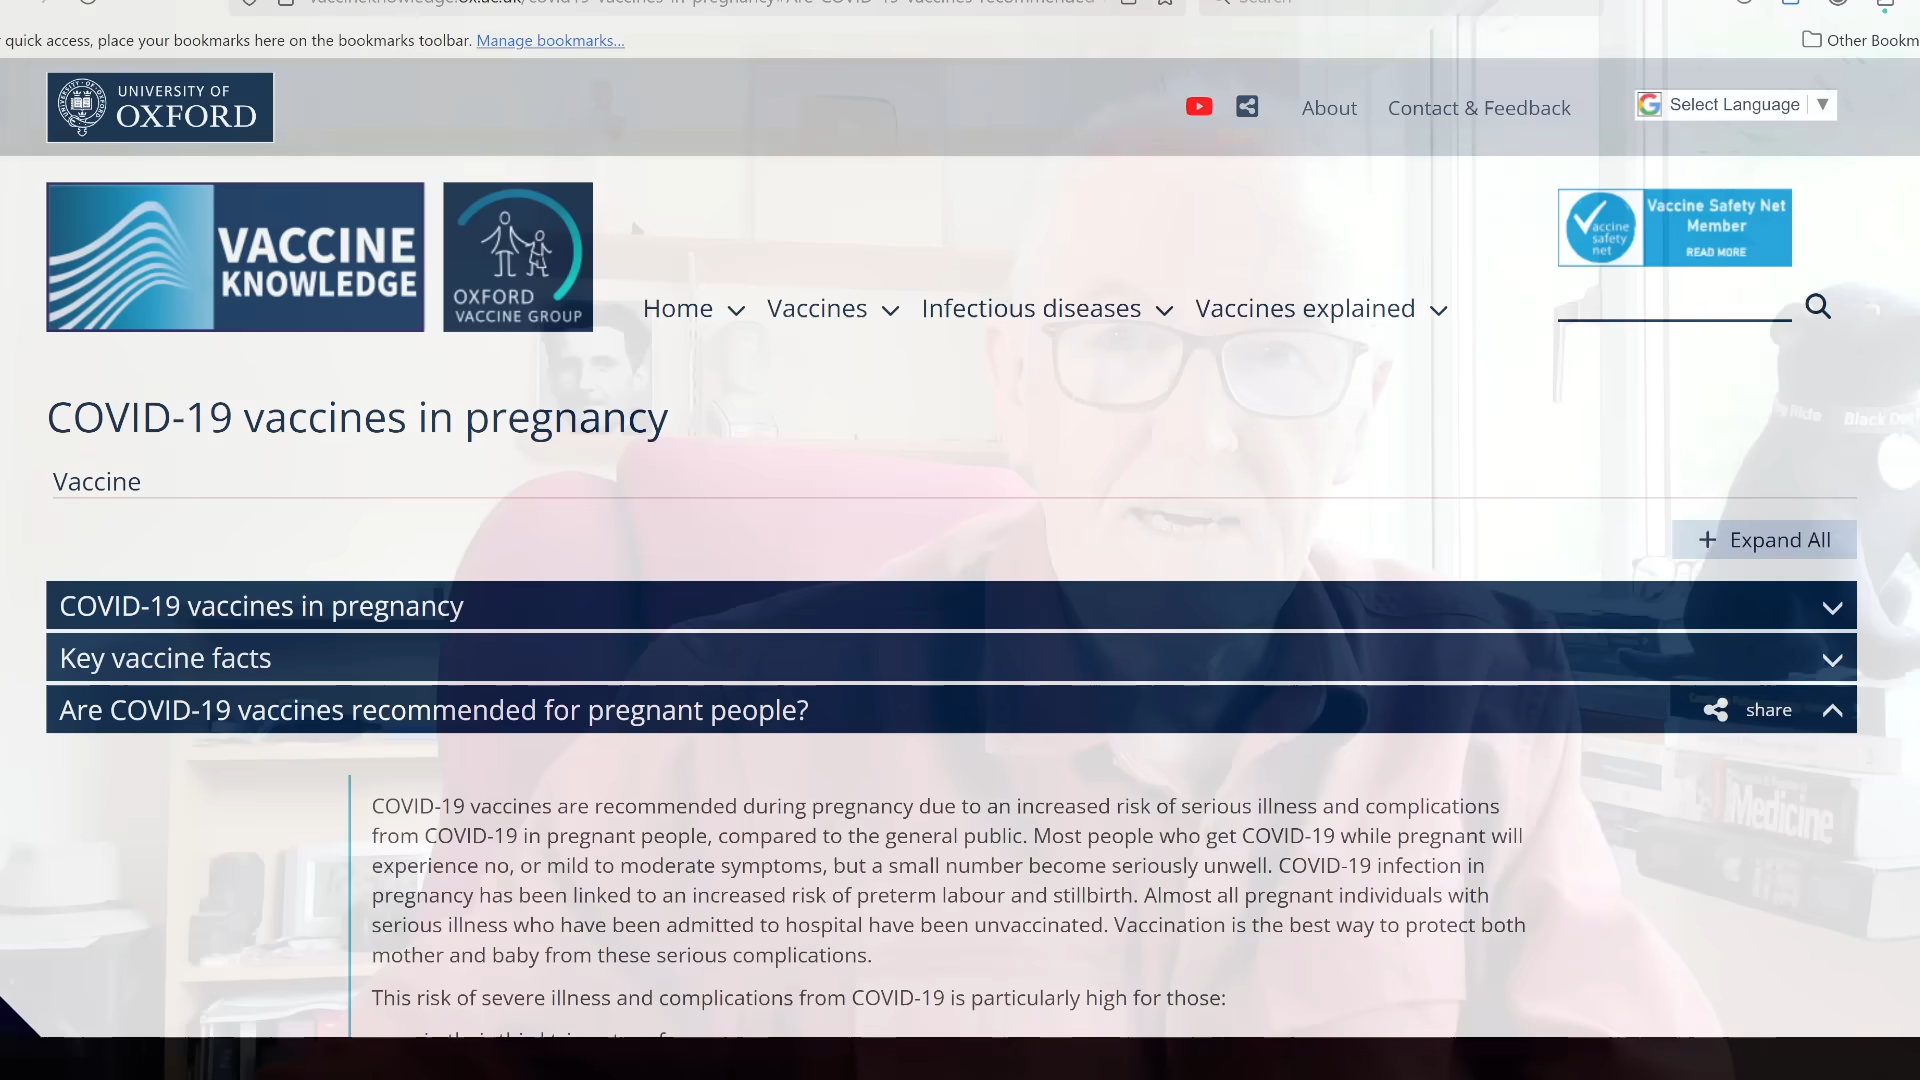 quick access, place your bookmarks here on the bookmarks toolbar. Manage bookmarks...
Other Bookm
UNIVERSITY OF
OXFORD
About
Contact & Feedback
Select Language
VACCINE
KNOWLEDGE
OXFORD
VACCINE GROUP
Home
Vaccines
Infectious diseases
Vaccines explained
vaccine
safety
net
Vaccine Safety Net
Member
READ MORE
COVID-19 vaccines in pregnancy
Vaccine
+ Expand All
COVID-19 vaccines in pregnancy
Key vaccine facts
Are COVID-19 vaccines recommended for pregnant people?
share
COVID-19 vaccines are recommended during pregnancy due to an increased risk of serious illness and complications
from COVID-19 in pregnant people, compared to the general public. Most people who get COVID-19 while pregnant will
experience no, or mild to moderate symptoms, but a small number become seriously unwell. COVID-19 infection in
pregnancy has been linked to an increased risk of preterm labour and stillbirth. Almost all pregnant individuals with
serious illness who have been admitted to hospital have been unvaccinated. Vaccination is the best way to protect both
mother and baby from these serious complications.
This risk of severe illness and complications from COVID-19 is particularly high for those:
Medicine